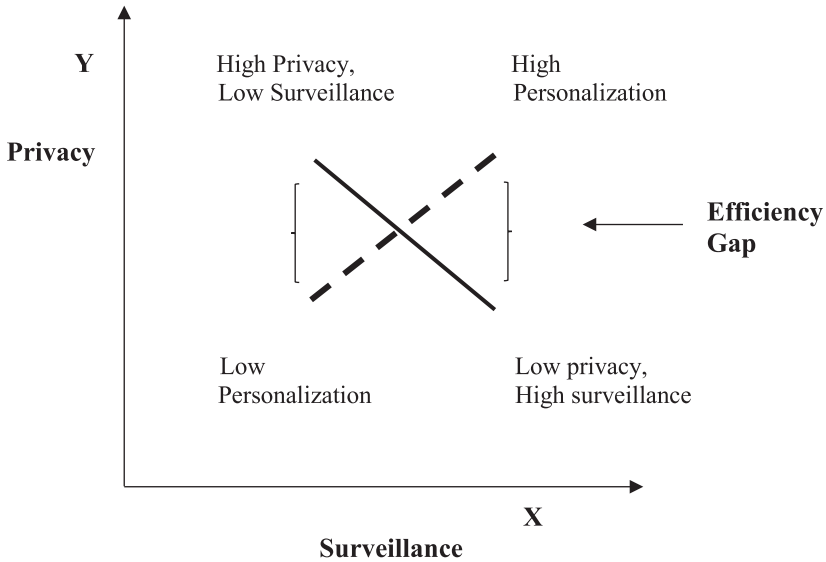 Y
High Privacy,
Low Surveillance
High
Personalization
Privacy
Efficiency
Gap
Low
Personalization
Low privacy,
High surveillance
X
Surveillance